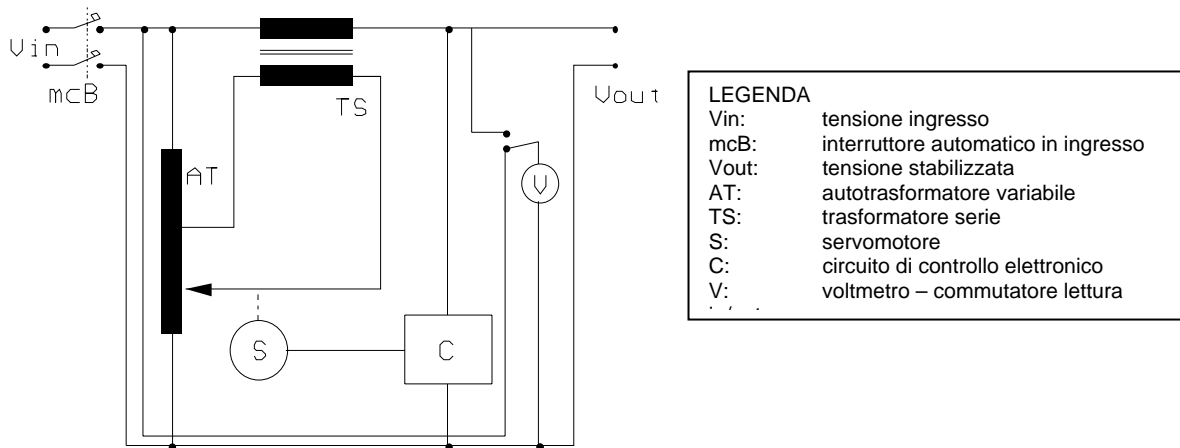 Vin
mcB
TS
AT
S
C
V
Vout
LEGENDA
Vin: tensione ingresso
mcB: interruttore automatico in ingresso
Vout: tensione stabilizzata
AT: autotrasformatore variabile
TS: trasformatore serie
S: servomotore
C: circuito di controllo elettronico
V: voltmetro – commutatore lettura